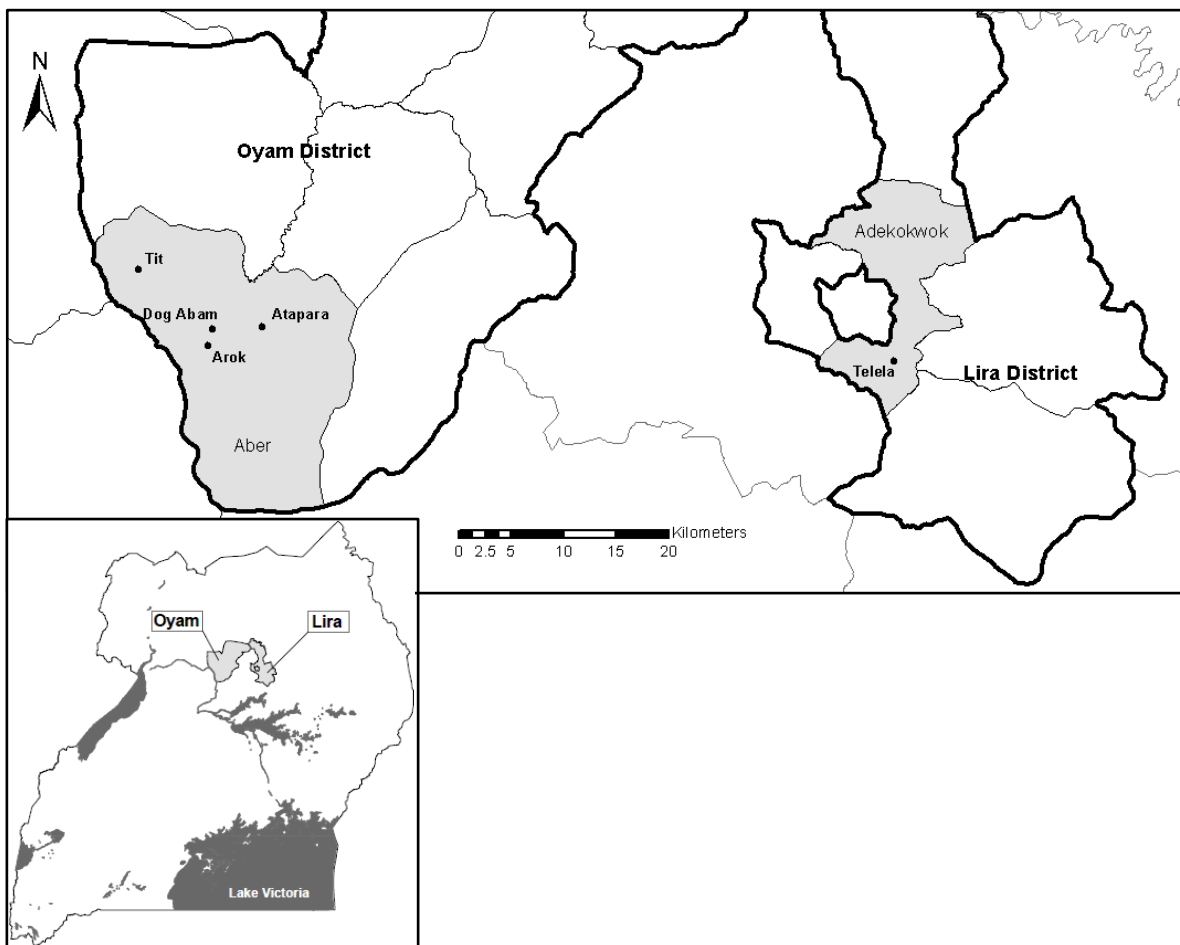 N
Oyam District
Adekokwok
Tit
Dog Abam
Atapara
Arok
Telela
Lira District
Aber
Kilometers
0 2.5 5 10 15 20
Oyam
Lira
Lake Victoria